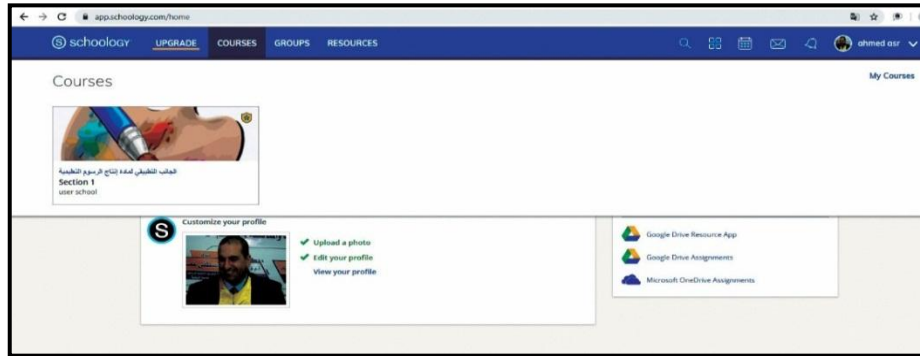 app.schoology.com/home
S schoology UPGRADE COURSES GROUPS RESOURCES ahmed asr
Courses
My Courses
الجانب التطبيقي لمادة إنتاج الرسوم التعليمية
Section 1
user school
S
Customize your profile
Upload a photo
Edit your profile
View your profile
Google Drive Resource App
Google Drive Assignments
Microsoft OneDrive Assignments